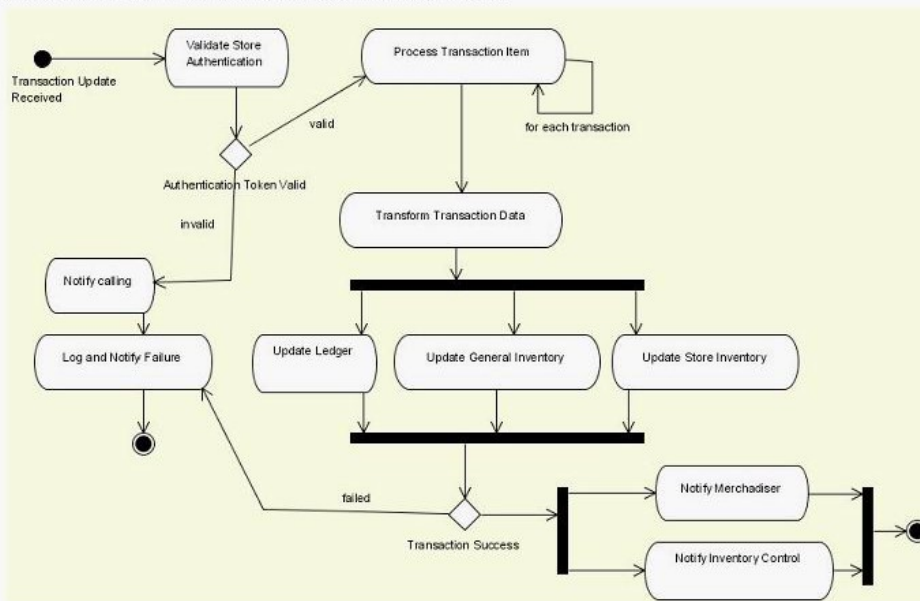 Validate Store
Authentication
Process Transaction Item
Transaction Update
Received
for each transaction
valid
Authentication Token Valid
Transform Transaction Data
invalid
Notify calling
Log and Notify Failure
Update Ledger
Update General Inventory
Update Store Inventory
failed
Notify Merchadiser
Transaction Success
Notify Inventory Control